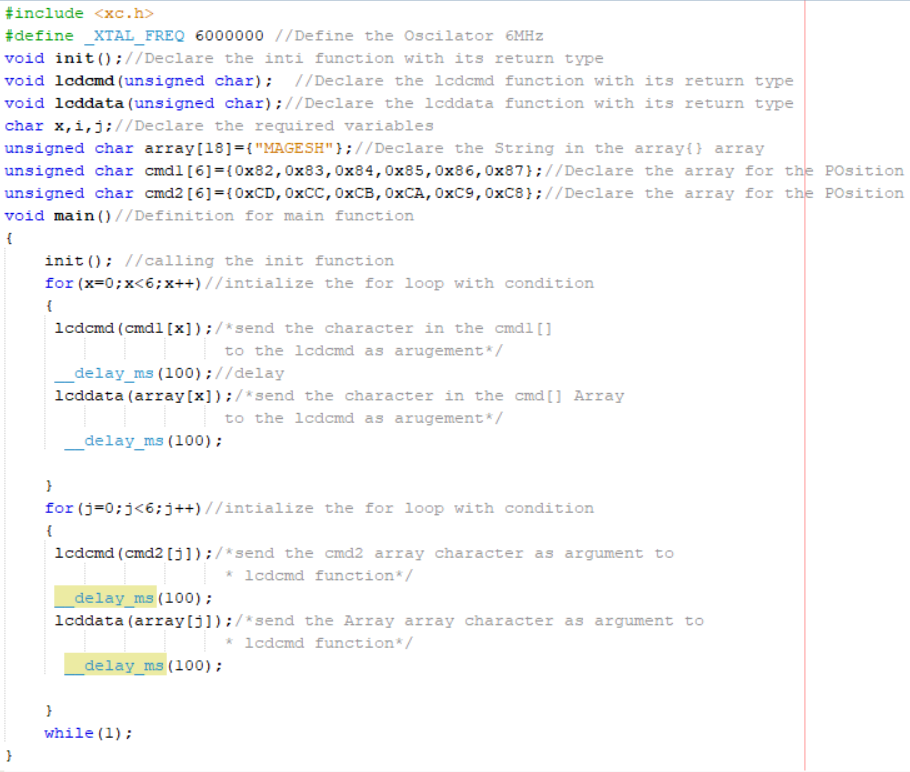 #include <xc.h>
#define _XTAL_FREQ 6000000 //Define the Oscilator 6MHz
void init();//Declare the inti function with its return type
void lcdcmd(unsigned char);  //Declare the lcdcmd function with its return type
void lcddata(unsigned char);//Declare the lcddata function with its return type
char x,i,j;//Declare the required variables
unsigned char array[18]={"MAGESH"};//Declare the String in the array{} array
unsigned char cmd1[6]={0x82,0x83,0x84,0x85,0x86,0x87};//Declare the array for the POsition
unsigned char cmd2[6]={0xCD,0xCC,0xCB,0xCA,0xC9,0xC8};//Declare the array for the POsition
void main()//Definition for main function
{
    init(); //calling the init function
    for(x=0;x<6;x++)//intialize the for loop with condition
    {
     lcdcmd(cmd1[x]);/*send the character in the cmd1[]
                      to the lcdcmd as arugement*/
     __delay_ms(100);//delay
     lcddata(array[x]);/*send the character in the cmd[] Array
                      to the lcdcmd as arugement*/
      __delay_ms(100);
    }
    for(j=0;j<6;j++)//intialize the for loop with condition
    {
     lcdcmd(cmd2[j]);/*send the cmd2 array character as argument to
                      * lcdcmd function*/
     __delay_ms(100);
     lcddata(array[j]);/*send the Array array character as argument to
                      * lcdcmd function*/
      __delay_ms(100);
    }
    while(1);
}